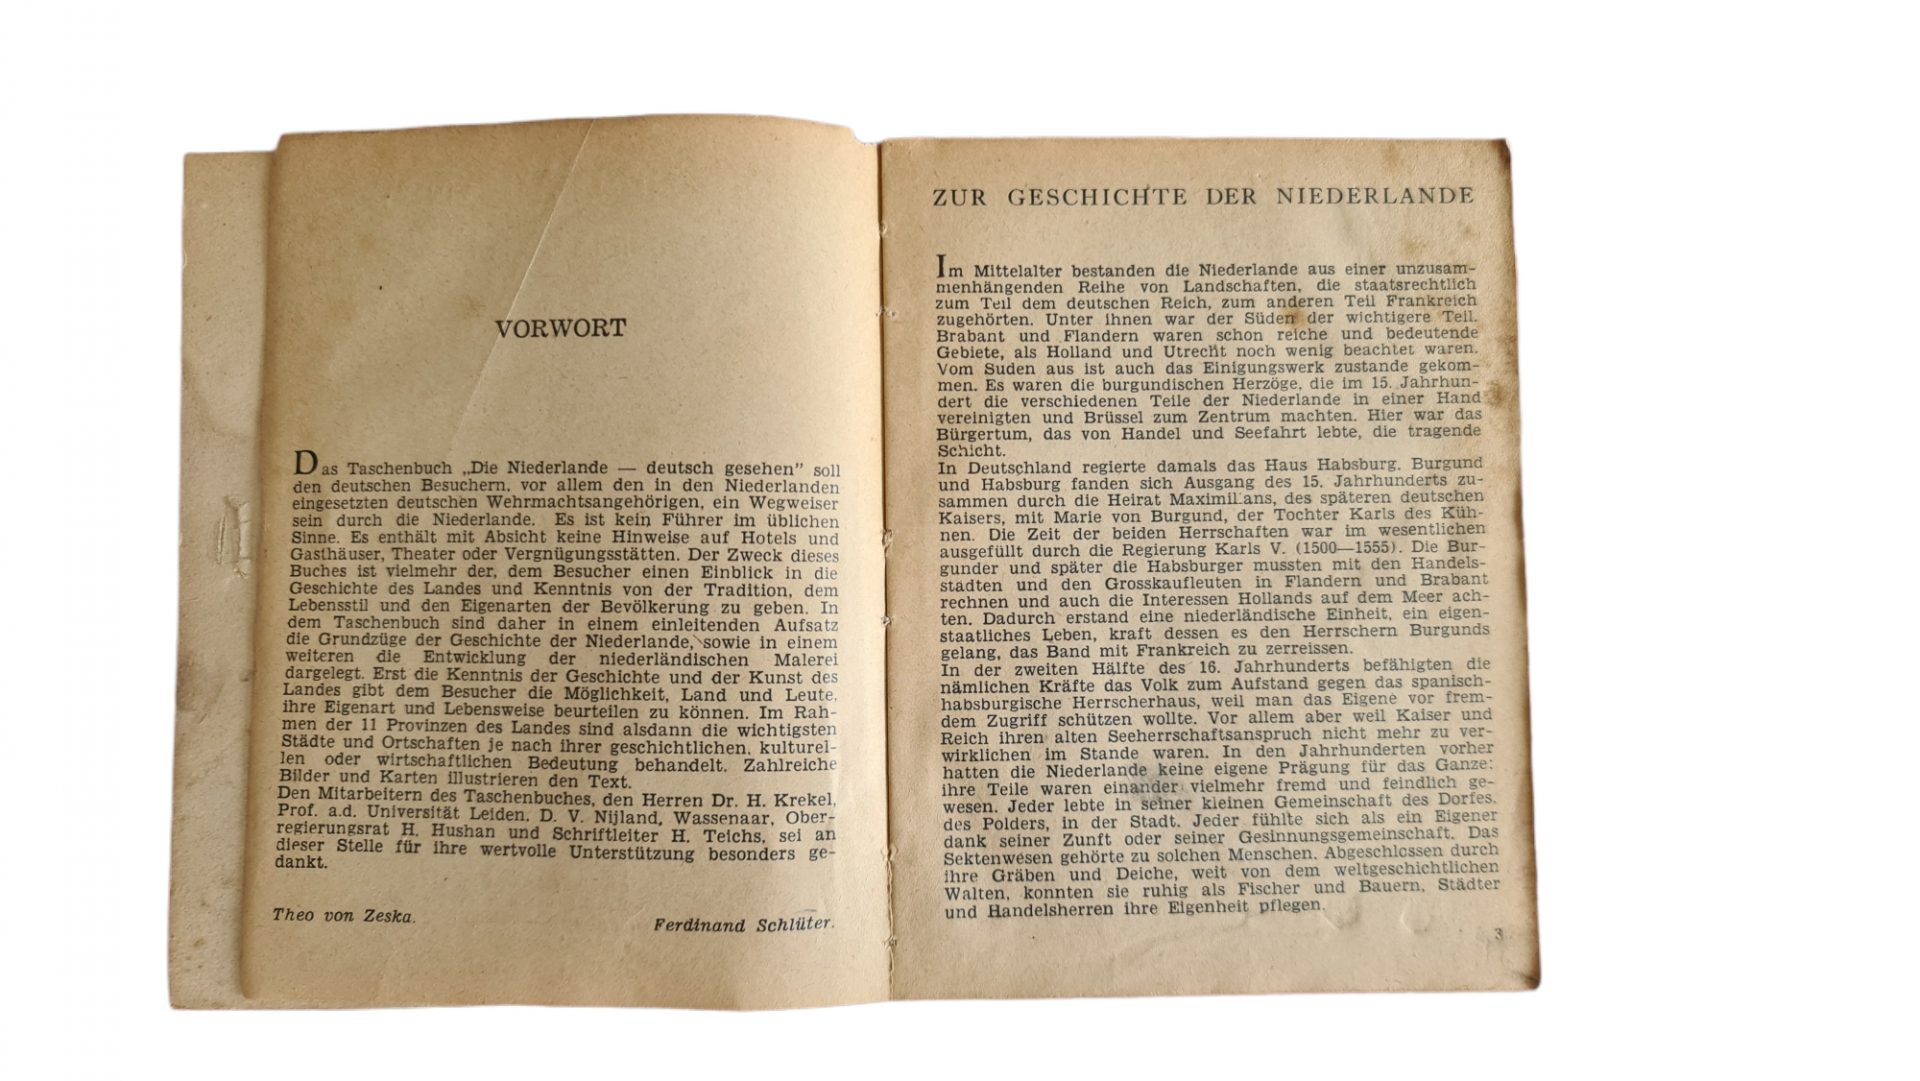 VORWORT
Das Taschenbuch „Die Niederlande — deutsch gesehen” soll
den deutschen Besuchern, vor allem den in den Niederlanden
eingesetzten deutschen Wehrmachtsangehörigen, ein Wegweiser
sein durch die Niederlande. Es ist kein Führer im üblichen
Sinne. Es enthält mit Absicht keine Hinweise auf Hotels und
Gasthäuser, Theater oder Vergnügungsstätten. Der Zweck dieses
Buches ist vielmehr der, dem Besucher einen Einblick in die
Geschichte des Landes und Kenntnis von der Tradition, dem
Lebensstil und den Eigenarten der Bevölkerung zu geben. In
dem Taschenbuch sind daher in einem einleitenden Aufsatz
die Grundzüge der Geschichte der Niederlande, sowie in einem
weiteren die Entwicklung der niederländischen Malerei
dargelegt. Erst die Kenntnis der Geschichte und der Kunst des
Landes gibt dem Besucher die Möglichkeit, Land und Leute,
ihre Eigenart und Lebensweise beurteilen zu können. Im Rah-
men der 11 Provinzen des Landes sind alsdann die wichtigsten
Städte und Ortschaften je nach ihrer geschichtlichen, kulturel-
len oder wirtschaftlichen Bedeutung behandelt. Zahlreiche
Bilder und Karten illustrieren den Text.
Den Mitarbeitern des Taschenbuches, den Herren Dr. H. Krekel,
Prof. a.d. Universität Leiden, D. V. Nijland, Wassenaar, Ober-
regierungsrat H. Hushan und Schriftleiter H. Teichs, sei an
dieser Stelle für ihre wertvolle Unterstützung besonders ge-
dankt.
Theo von Zeska.
Ferdinand Schlüter.
ZUR GESCHICHTE DER NIEDERLANDE
Im Mittelalter bestanden die Niederlande aus einer unzusam-
menhängenden Reihe von Landschaften, die staatsrechtlich
zum Teil dem deutschen Reich, zum anderen Teil Frankreich
zugehörten. Unter ihnen war der Süden der wichtigere Teil.
Brabant und Flandern waren schon reiche und bedeutende
Gebiete, als Holland und Utrecht noch wenig beachtet waren.
Vom Suden aus ist auch das Einigungswerk zustande gekom-
men. Es waren die burgundischen Herzöge, die im 15. Jahrhun-
dert die verschiedenen Teile der Niederlande in einer Hand
vereinigten und Brüssel zum Zentrum machten. Hier war das
Bürgertum, das von Handel und Seefahrt lebte, die tragende
Schicht.
In Deutschland regierte damals das Haus Habsburg. Burgund
und Habsburg fanden sich Ausgang des 15. Jahrhunderts zu-
sammen durch die Heirat Maximilians, des späteren deutschen
Kaisers, mit Marie von Burgund, der Tochter Karls des Küh-
nen. Die Zeit der beiden Herrschaften war im wesentlichen
ausgefüllt durch die Regierung Karls V. (1500—1555). Die Bur-
gunder und später die Habsburger mussten mit den Handels-
städten und den Grosskaufleuten in Flandern und Brabant
rechnen und auch die Interessen Hollands auf dem Meer ach-
ten. Dadurch erstand eine niederländische Einheit, ein eigen-
staatliches Leben, kraft dessen es den Herrschern Burgunds
gelang, das Band mit Frankreich zu zerreissen.
In der zweiten Hälfte des 16. Jahrhunderts befähigten die
nämlichen Kräfte das Volk zum Aufstand gegen das spanisch-
habsburgische Herrscherhaus, weil man das Eigene vor frem-
dem Zugriff schützen wollte. Vor allem aber weil Kaiser und
Reich ihren alten Seeherrschaftsanspruch nicht mehr zu ver-
wirklichen im Stande waren. In den Jahrhunderten vorher
hatten die Niederlande keine eigene Prägung für das Ganze:
ihre Teile waren einander vielmehr fremd und feindlich ge-
wesen. Jeder lebte in seiner kleinen Gemeinschaft des Dorfes,
des Polders, in der Stadt. Jeder fühlte sich als ein Eigener
dank seiner Zunft oder seiner Gesinnungsgemeinschaft. Das
Sektenwesen gehörte zu solchen Menschen. Abgeschlossen durch
ihre Gräben und Deiche, weit von dem weltgeschichtlichen
Walten, konnten sie ruhig als Fischer und Bauern, Städter
und Handelsherren ihre Eigenheit pflegen.
3